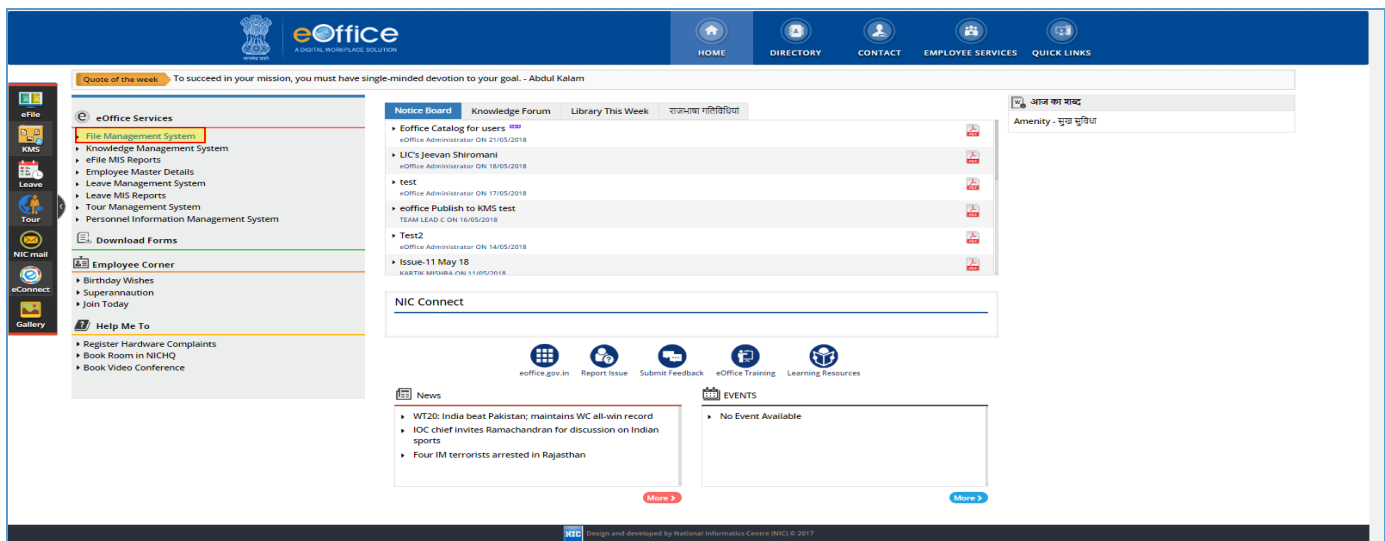 सत्यमेव जयते
eOffice
A DIGITAL WORKPLACE SOLUTION
HOME
DIRECTORY
CONTACT
EMPLOYEE SERVICES
QUICK LINKS
Quote of the week
To succeed in your mission, you must have single-minded devotion to your goal. - Abdul Kalam
eFile
KMS
Leave
Tour
NIC mail
eConnect
Gallery
eOffice Services
File Management System
Knowledge Management System
eFile MIS Reports
Employee Master Details
Leave Management System
Leave MIS Reports
Tour Management System
Personnel Information Management System
Download Forms
Employee Corner
Birthday Wishes
Superannaution
Join Today
Help Me To
Register Hardware Complaints
Book Room in NICHQ
Book Video Conference
Notice Board
Knowledge Forum
Library This Week
राजभाषा गतिविधियां
Eoffice Catalog for users
eOffice Administrator ON 21/05/2018
LIC's Jeevan Shiromani
eOffice Administrator ON 18/05/2018
test
eOffice Administrator ON 17/05/2018
eoffice Publish to KMS test
TEAM LEAD C ON 16/05/2018
Test2
eOffice Administrator ON 14/05/2018
Issue-11 May 18
KARTIK MISHRA ON 11/05/2018
NIC Connect
eoffice.gov.in
Report Issue
Submit Feedback
eOffice Training
Learning Resources
News
WT20: India beat Pakistan; maintains WC all-win record
IOC chief invites Ramachandran for discussion on Indian
sports
Four IM terrorists arrested in Rajasthan
More
EVENTS
No Event Available
More
आज का शब्द
Amenity - सुख सुविधा
NIC Design and developed by National Informatics Centre (NIC) © 2017